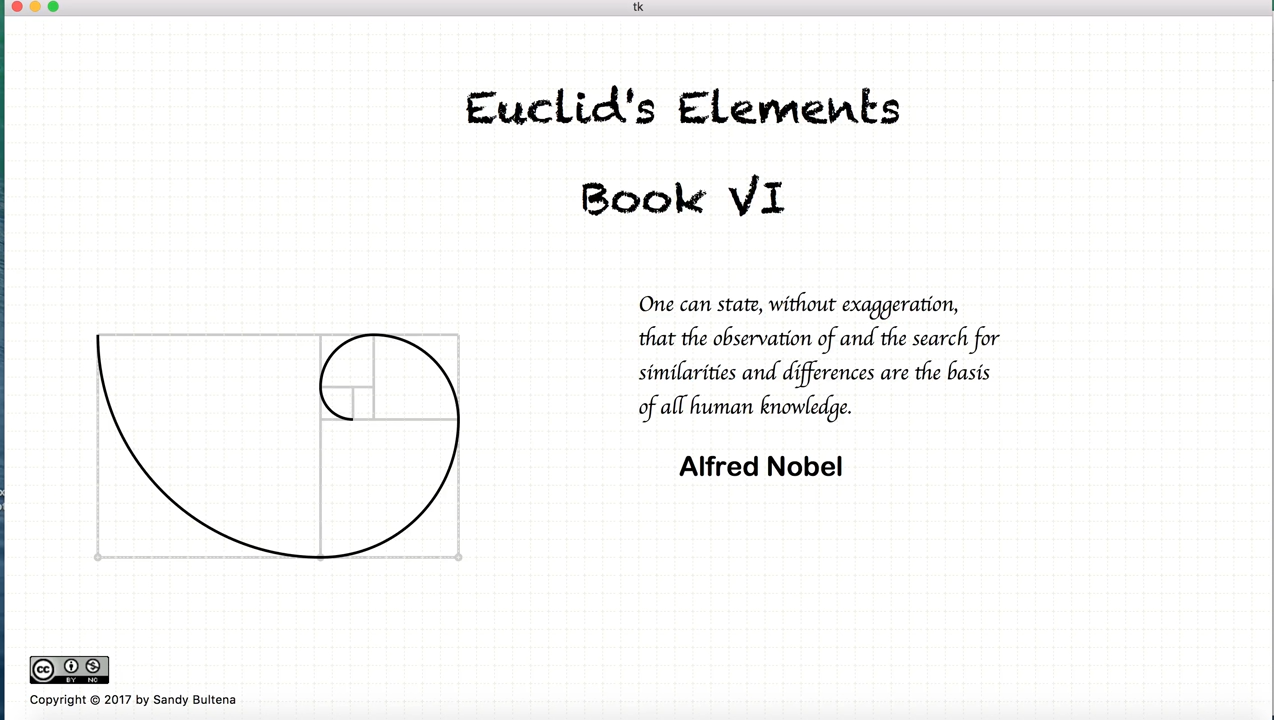 tk
Euclid's Elements
Book VI
One can state, without exaggeration,
that the observation of and the search for
similarities and differences are the basis
of all human knowledge.
Alfred Nobel
cc
BY NC
Copyright © 2017 by Sandy Bultena